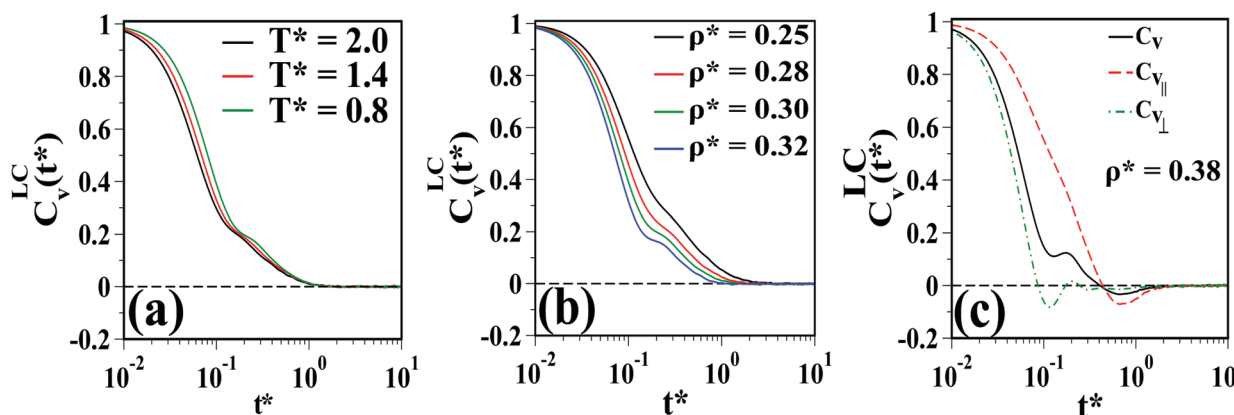 1
0.8
0.6
0.4
0.2
0
-0.2
C_v^LC(t*)
T* = 2.0
T* = 1.4
T* = 0.8
(a)
10^-2 10^-1 10^0 10^1
t*
1
0.8
0.6
0.4
0.2
0
-0.2
C_v^LC(t*)
ρ* = 0.25
ρ* = 0.28
ρ* = 0.30
ρ* = 0.32
(b)
10^-2 10^-1 10^0 10^1
t*
1
0.8
0.6
0.4
0.2
0
-0.2
C_v^LC(t*)
C_v
C_v∥
C_v⊥
ρ* = 0.38
(c)
10^-2 10^-1 10^0 10^1
t*